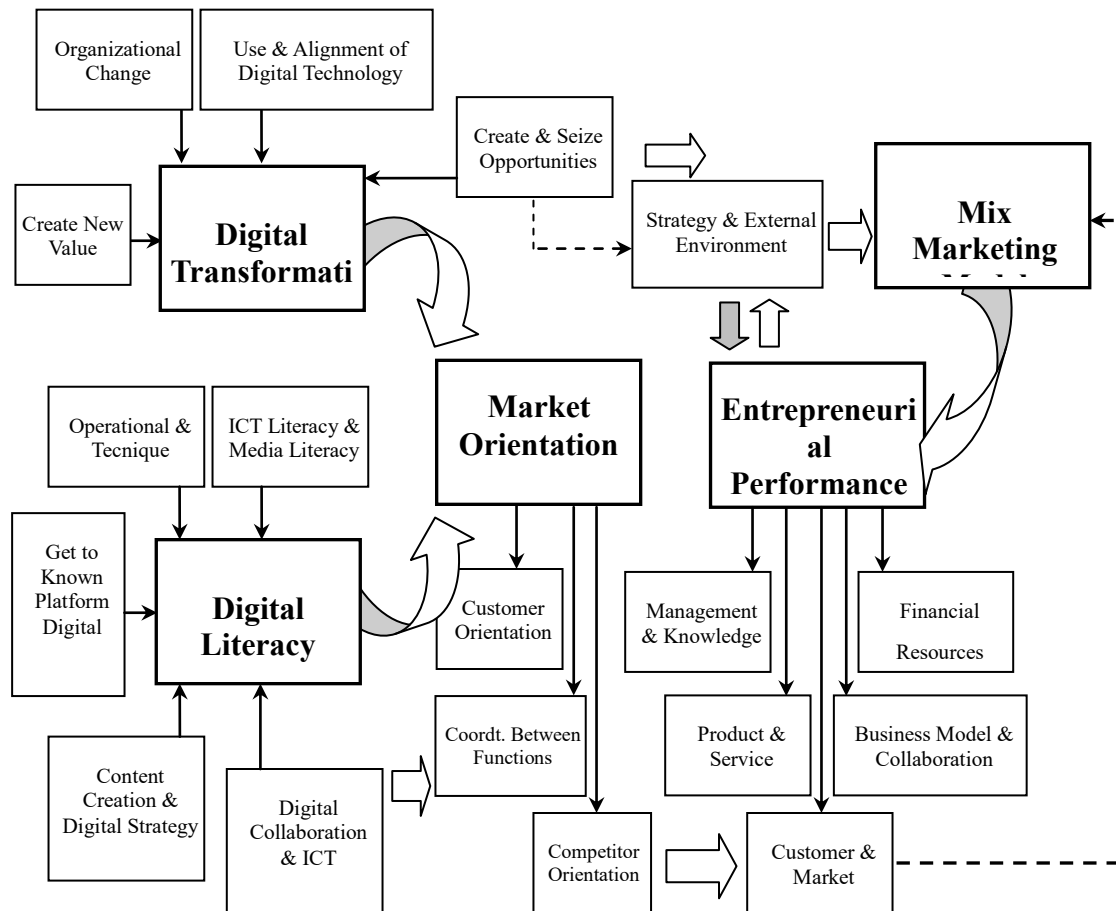 Organizational
Change
Use & Alignment of
Digital Technology
Create & Seize
Opportunities
Mix
Marketing
Strategy & External
Environment
Create New
Value
Digital
Transformati
Market
Orientation
Entrepreneuri
al
Performance
Operational &
Tecnique
ICT Literacy &
Media Literacy
Get to
Known
Platform
Digital
Digital
Literacy
Customer
Orientation
Management
& Knowledge
Financial
Resources
Coordt. Between
Functions
Product &
Service
Business Model &
Collaboration
Content
Creation &
Digital Strategy
Digital
Collaboration
& ICT
Competitor
Orientation
Customer &
Market